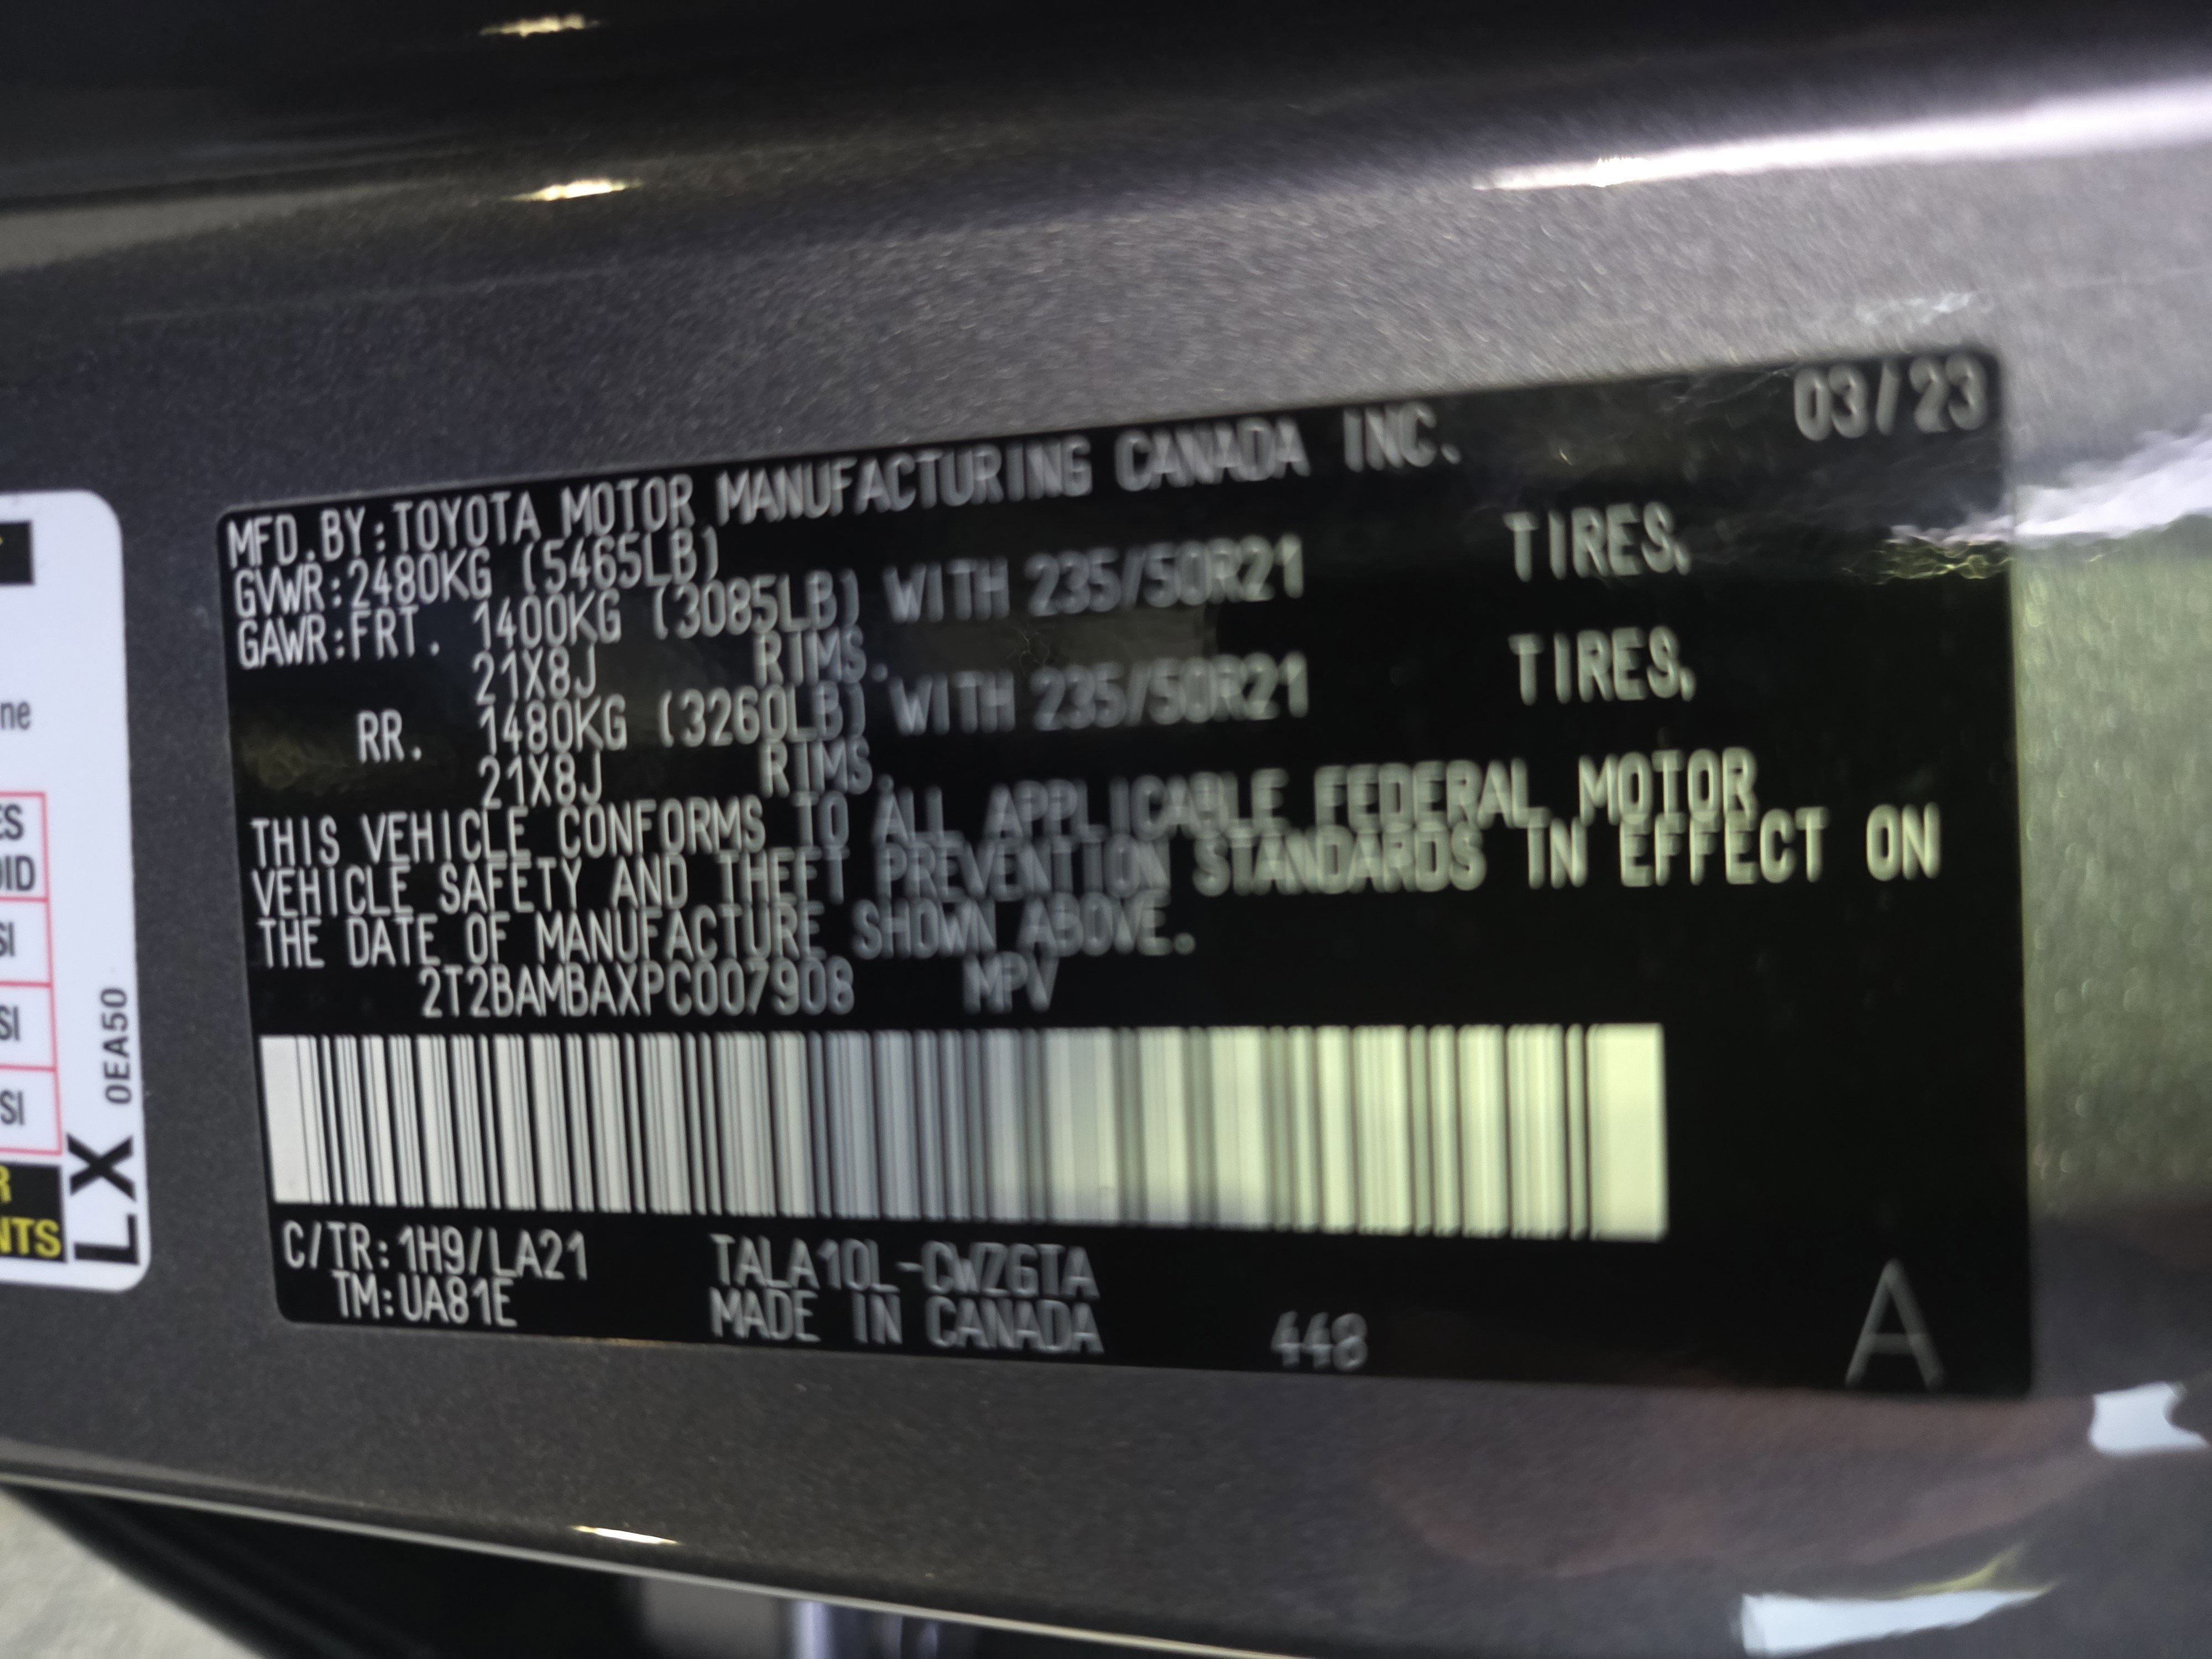 MFD.BY:TOYOTA MOTOR MANUFACTURING CANADA INC. 03/23
GVWR:2480KG (5465LB)
GAWR:FRT. 1400KG (3085LB) WITH 235/50R21 TIRES,
21X8J RIMS.
RR. 1480KG (3260LB) WITH 235/50R21 TIRES,
21X8J RIMS.
THIS VEHICLE CONFORMS TO ALL APPLICABLE FEDERAL MOTOR
VEHICLE SAFETY AND THEFT PREVENTION STANDARDS IN EFFECT ON
THE DATE OF MANUFACTURE SHOWN ABOVE.
2T2BAMBAXPC007908 MPV
C/TR:1H9/LA21 TALA10L-CWZGTA
TM:UA81E MADE IN CANADA 448
A
LX 0EA50